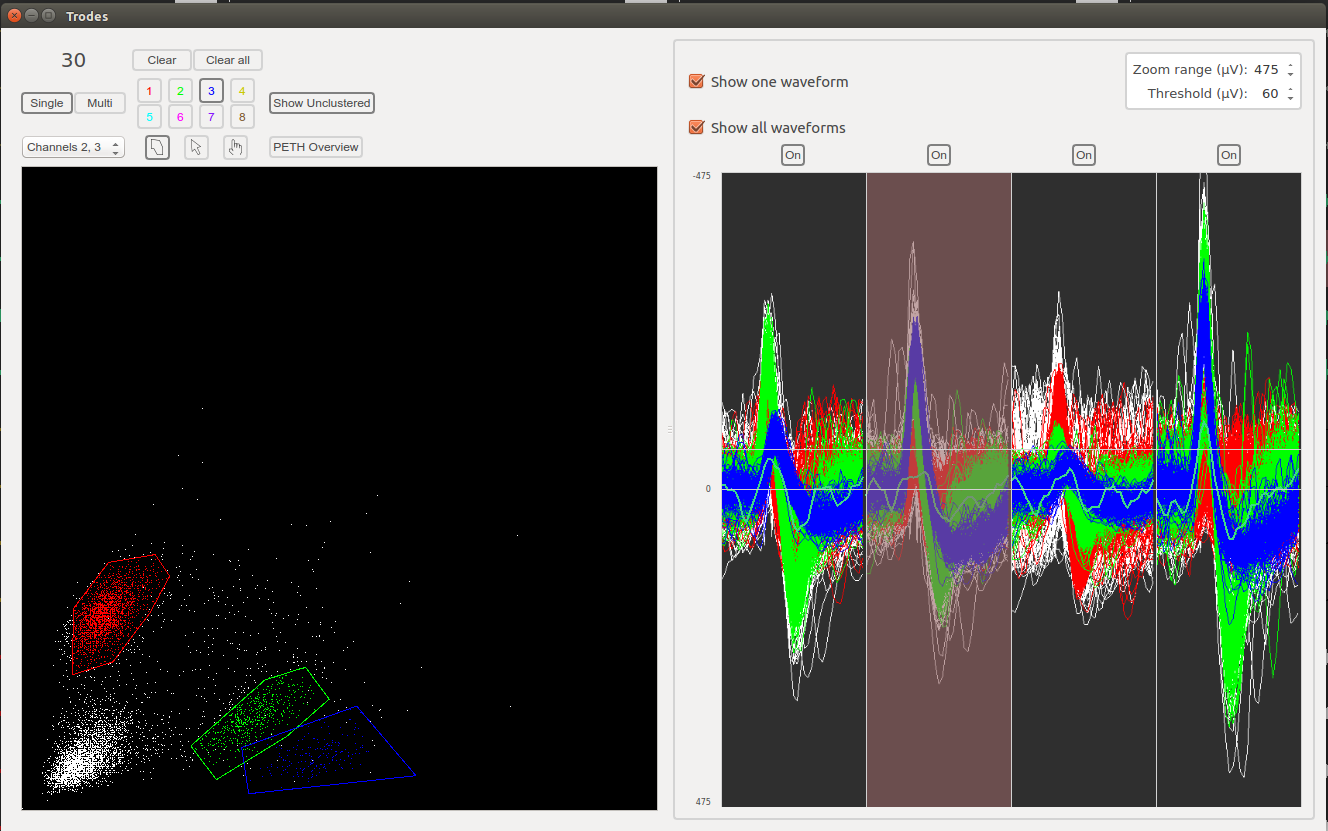 Trodes
30
Clear Clear all
Single Multi
1 2 3 4
5 6 7 8
Show Unclustered
Channels 2, 3
PETH Overview
Show one waveform
Show all waveforms
Zoom range (µV): 475
Threshold (µV): 60
On On On On
-475
0
475